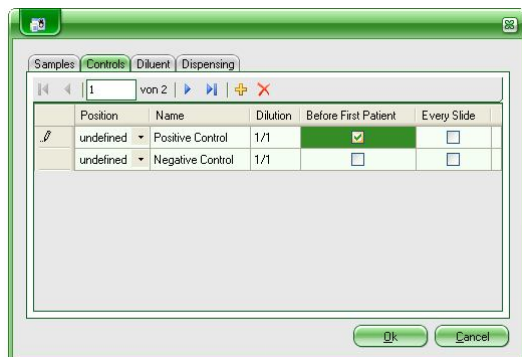 Samples Controls Diluent Dispensing
1 von 2
Position Name Dilution Before First Patient Every Slide
undefined Positive Control 1/1
undefined Negative Control 1/1
Ok Cancel